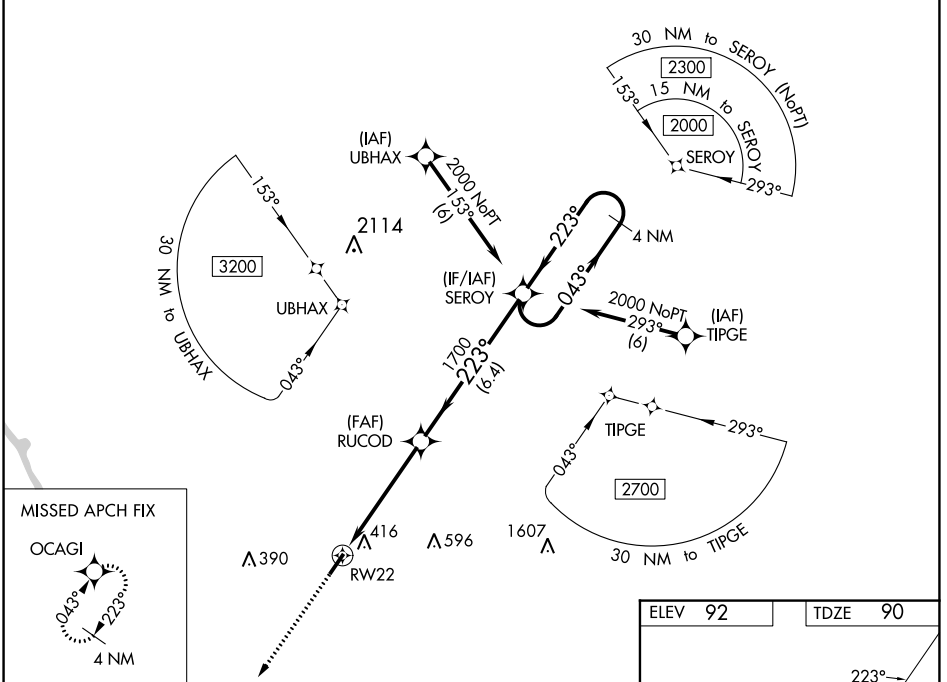 30 NM to SEROY (NoPT)
2300
15 NM to SEROY
2000
153°
SEROY
293°
(IAF)
UBHAX
2000 NoPT
153°
(6)
2114
153°
3200
UBHAX
30 NM to UBHAX
043°
223°
4 NM
043°
(IF/IAF)
SEROY
2000 NoPT
293°
(6)
(IAF)
TIPGE
1700
223°
(6.4)
(FAF)
RUCOD
TIPGE
293°
043°
2700
30 NM to TIPGE
MISSED APCH FIX
OCAGI
043°
223°
4 NM
390
416
596
1607
RW22
ELEV 92
TDZE 90
223°